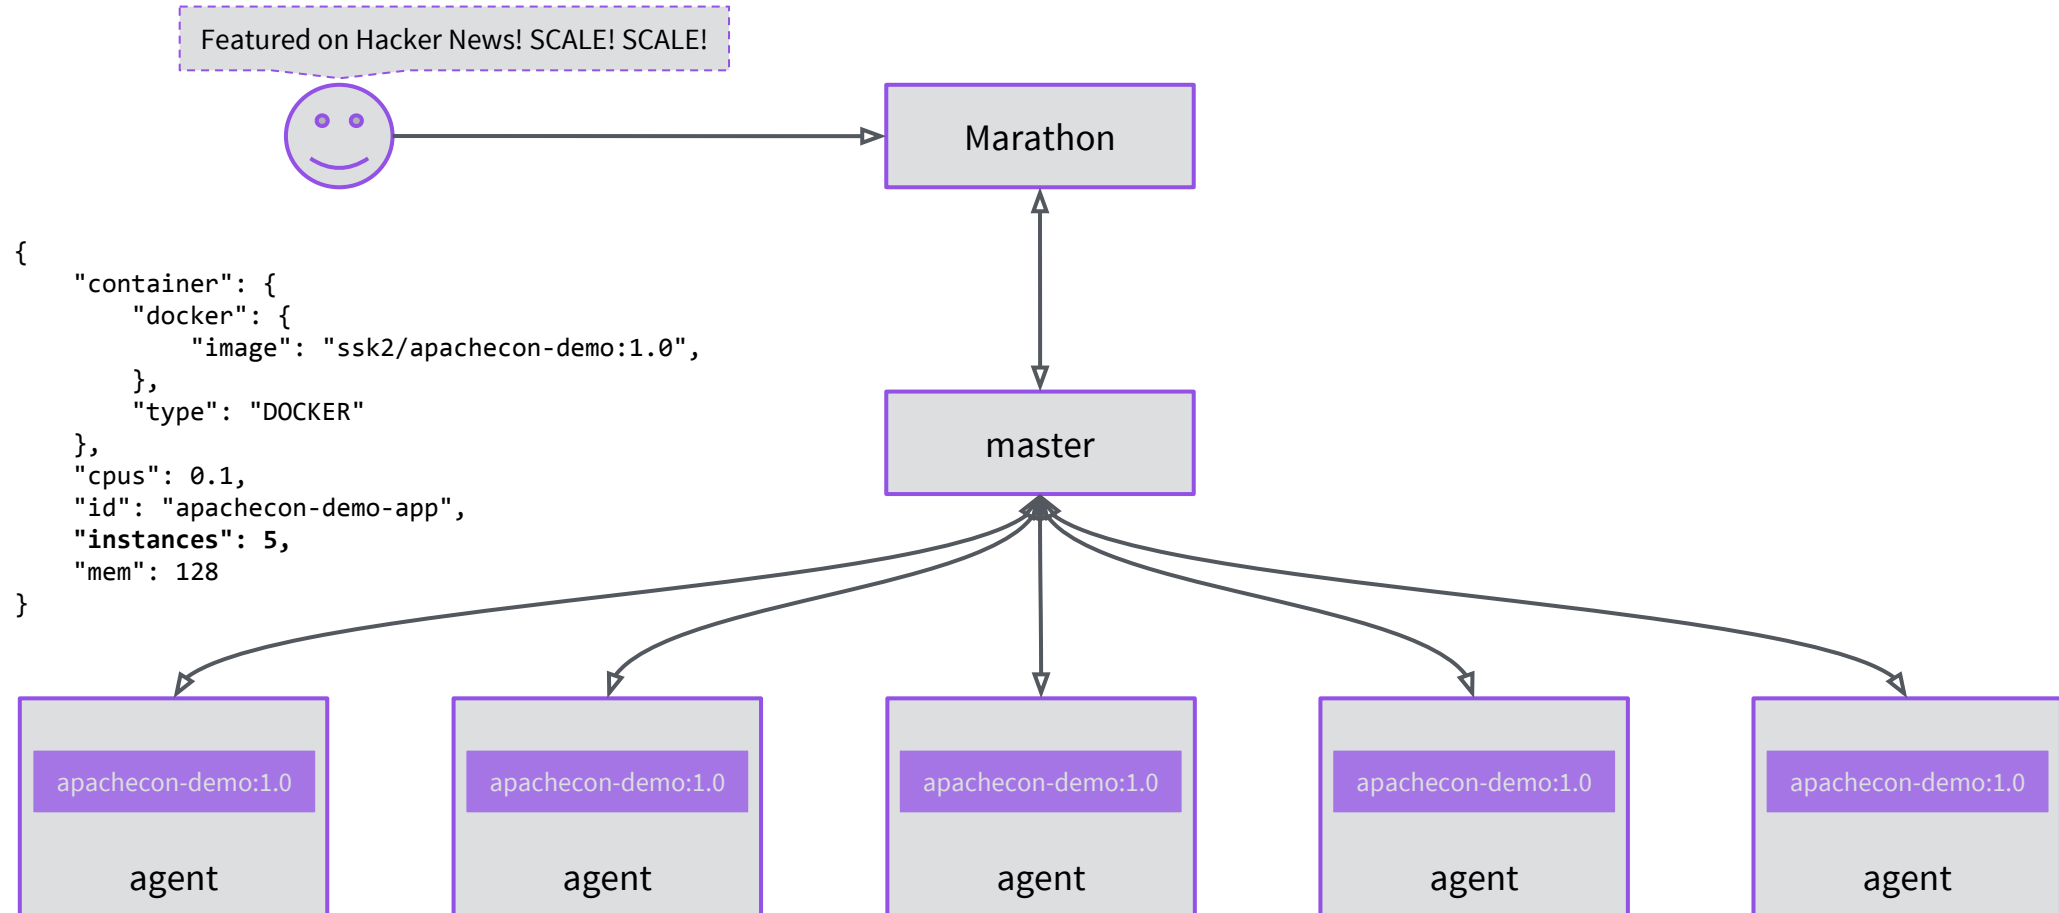 Featured on Hacker News! SCALE! SCALE!
Marathon
{
    "container": {
        "docker": {
            "image": "ssk2/apachecon-demo:1.0",
        },
        "type": "DOCKER"
    },
    "cpus": 0.1,
    "id": "apachecon-demo-app",
    "instances": 5,
    "mem": 128
}
master
apachecon-demo:1.0
agent
apachecon-demo:1.0
agent
apachecon-demo:1.0
agent
apachecon-demo:1.0
agent
apachecon-demo:1.0
agent